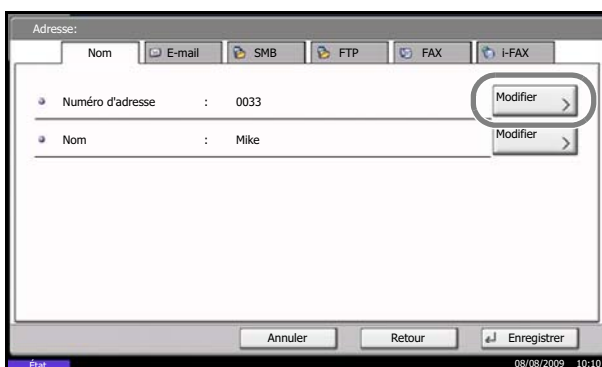 Adresse:
Nom E-mail SMB FTP FAX i-FAX
Numéro d'adresse : 0033 Modifier
Nom : Mike Modifier
Annuler Retour Enregistrer
État 08/08/2009 10:10